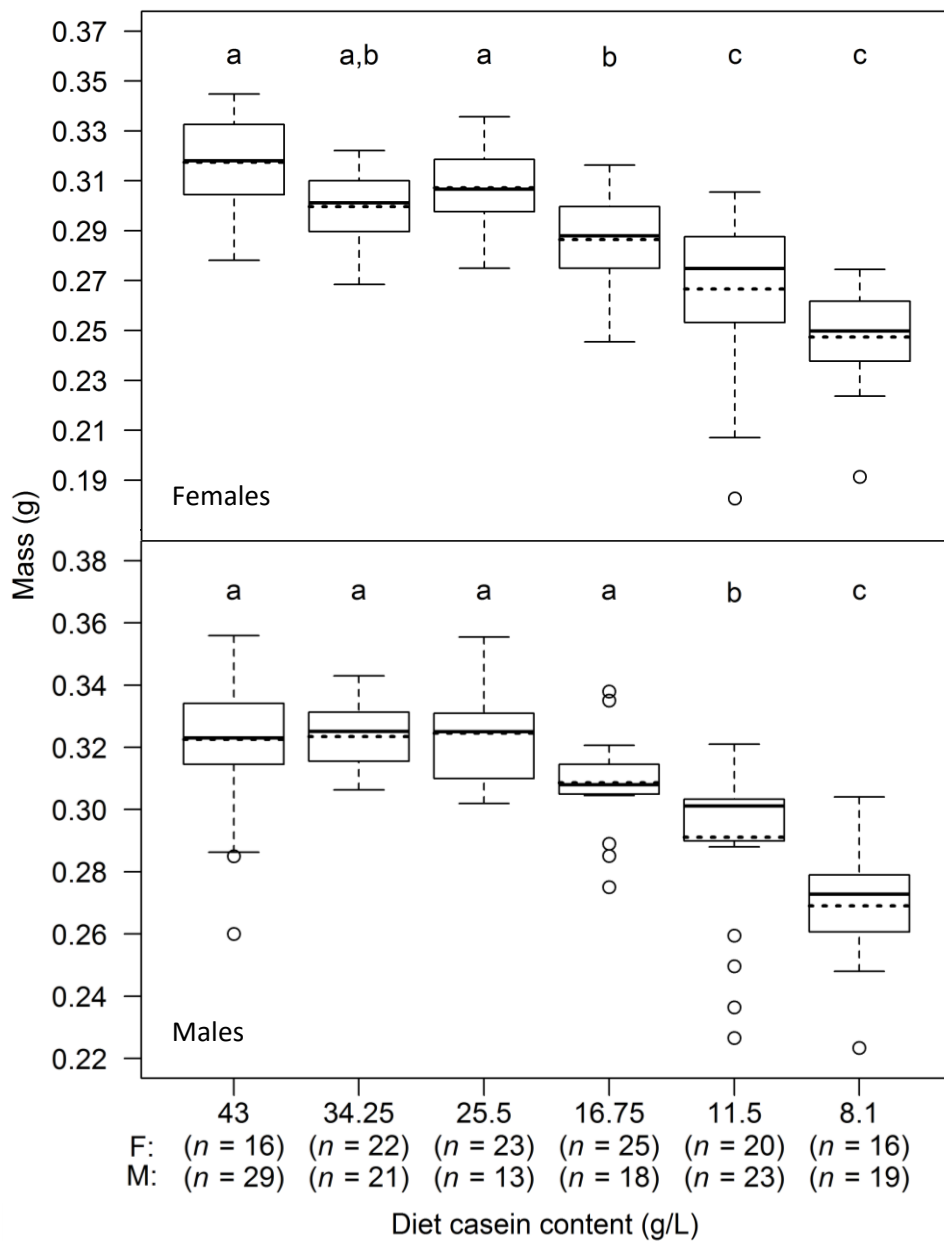 0.37
0.35
0.33
0.31
0.29
0.27
0.25
0.23
0.21
0.19
a a,b a b c c
Females
Mass (g)
0.38
0.36
0.34
0.32
0.30
0.28
0.26
0.24
0.22
a a a a b c
Males
43 34.25 25.5 16.75 11.5 8.1
F: (n = 16) (n = 22) (n = 23) (n = 25) (n = 20) (n = 16)
M: (n = 29) (n = 21) (n = 13) (n = 18) (n = 23) (n = 19)
Diet casein content (g/L)